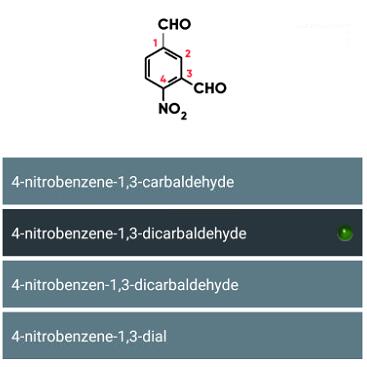 CHO
1
2
3
CHO
4
NO2
4-nitrobenzene-1,3-carbaldehyde
4-nitrobenzene-1,3-dicarbaldehyde
4-nitrobenzen-1,3-dicarbaldehyde
4-nitrobenzene-1,3-dial